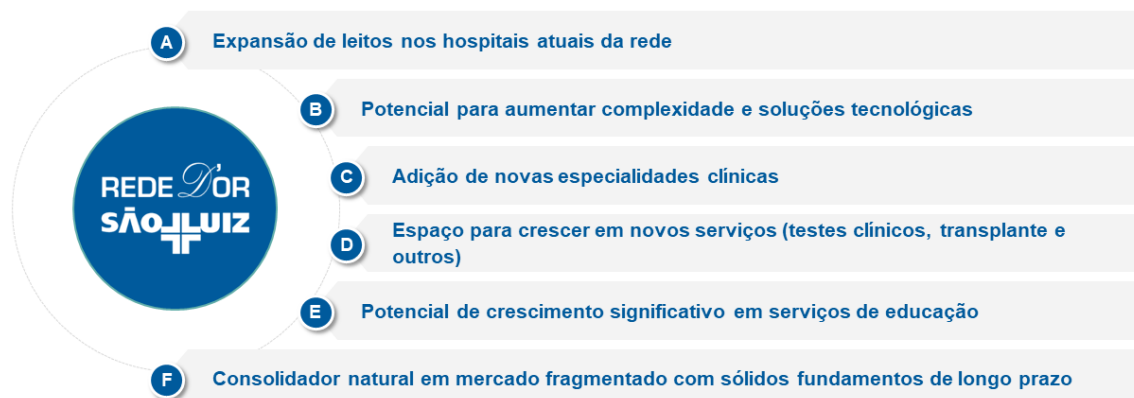 A Expansão de leitos nos hospitais atuais da rede
B Potencial para aumentar complexidade e soluções tecnológicas
REDE D'OR
SÃO LUIZ
C Adição de novas especialidades clínicas
D Espaço para crescer em novos serviços (testes clínicos, transplante e
outros)
E Potencial de crescimento significativo em serviços de educação
F Consolidador natural em mercado fragmentado com sólidos fundamentos de longo prazo